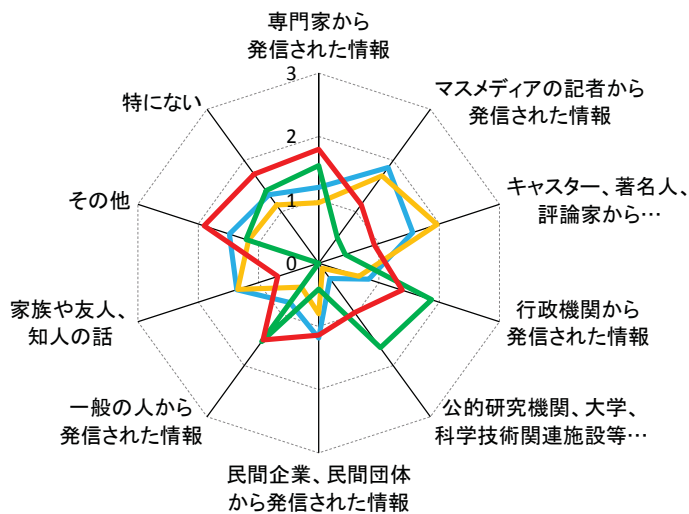 専門家から
発信された情報
マスメディアの記者から
発信された情報
キャスター、著名人、
評論家から…
行政機関から
発信された情報
公的研究機関、大学、
科学技術関連施設等…
民間企業、民間団体
から発信された情報
一般の人から
発信された情報
家族や友人、
知人の話
その他
特にない
3
2
1
0